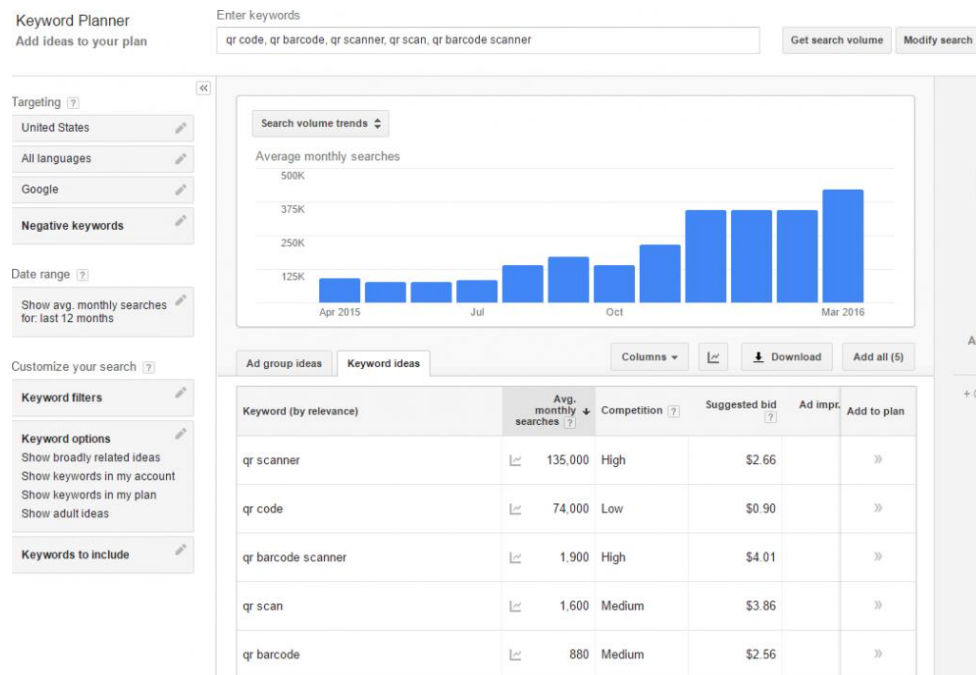 Keyword Planner
Add ideas to your plan
Enter keywords
qr code, qr barcode, qr scanner, qr scan, qr barcode scanner
Get search volume
Modify search
«
Targeting ?
United States
All languages
Google
Negative keywords
Date range ?
Show avg. monthly searches
for: last 12 months
Customize your search ?
Keyword filters
Keyword options
Show broadly related ideas
Show keywords in my account
Show keywords in my plan
Show adult ideas
Keywords to include
Search volume trends
Average monthly searches
500K
375K
250K
125K
Apr 2015 Jul Oct Mar 2016
Ad group ideas
Keyword ideas
Columns
Download
Add all (5)
Keyword (by relevance)
Avg.
monthly
searches ?
Competition ?
Suggested bid
?
Ad impr.
Add to plan
qr scanner 135,000 High $2.66 »
qr code 74,000 Low $0.90 »
qr barcode scanner 1,900 High $4.01 »
qr scan 1,600 Medium $3.86 »
qr barcode 880 Medium $2.56 »